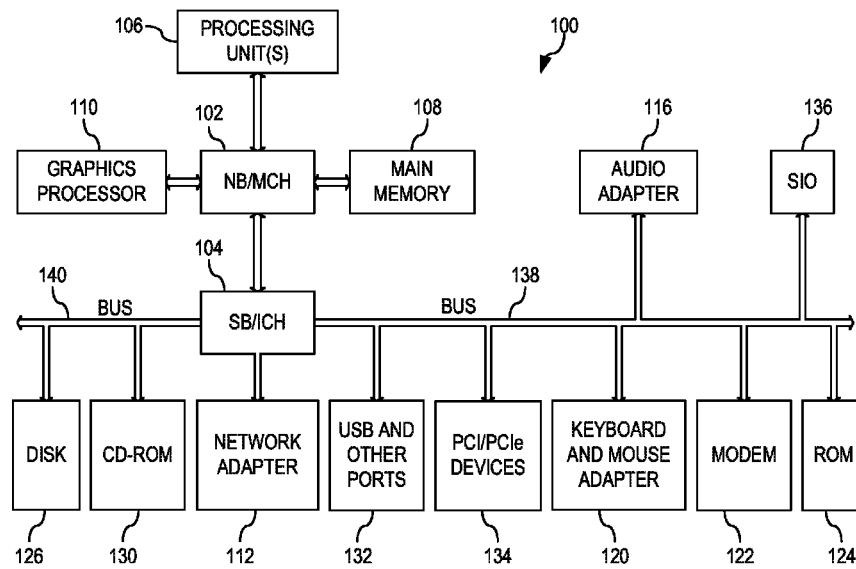 106
PROCESSING
UNIT(S)
100
110
102
108
116
136
GRAPHICS
PROCESSOR
NB/MCH
MAIN
MEMORY
AUDIO
ADAPTER
SIO
104
140
138
BUS
SB/ICH
BUS
DISK
CD-ROM
NETWORK
ADAPTER
USB AND
OTHER
PORTS
PCI/PCIe
DEVICES
KEYBOARD
AND MOUSE
ADAPTER
MODEM
ROM
126
130
112
132
134
120
122
124